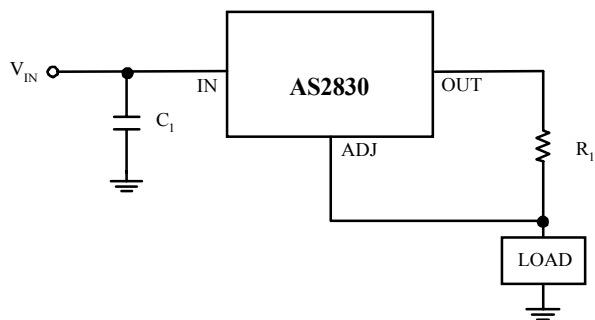 V_IN
IN
AS2830
OUT
C_1
ADJ
R_1
LOAD